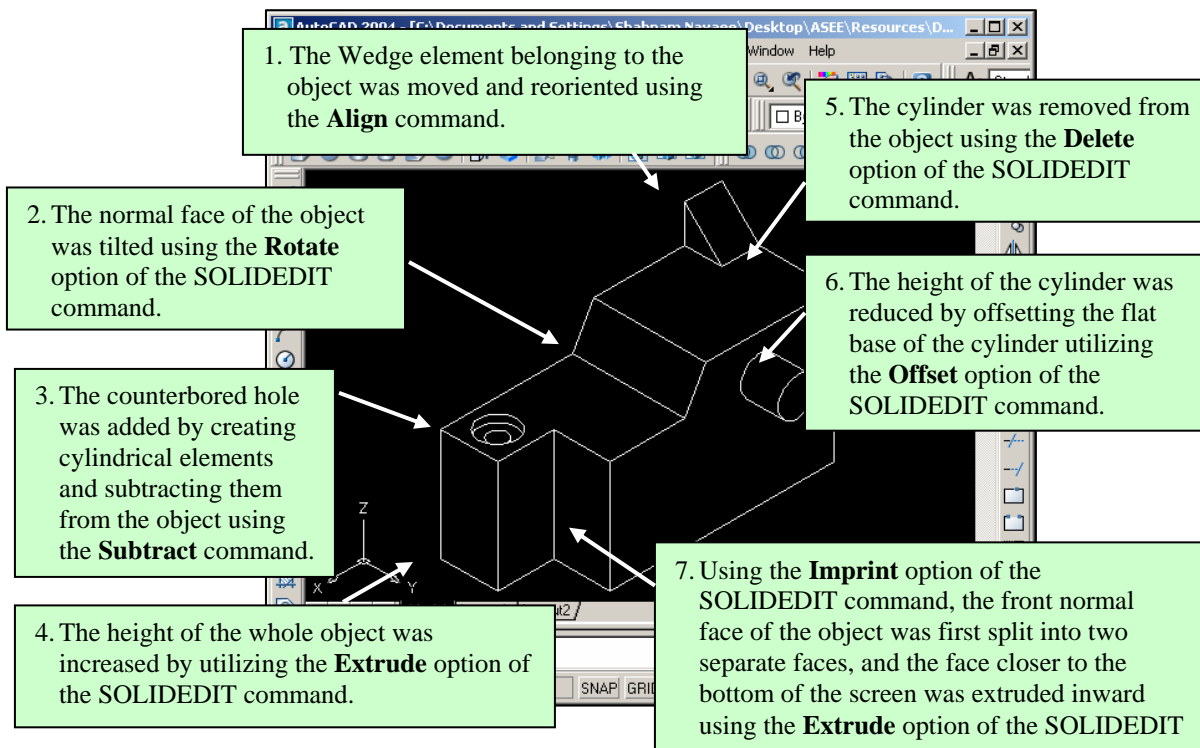 AutoCAD 2004 - [C:\Documents and Settings\Shabnam Navaee\Desktop\ASEE\Resources\D...
Window Help
1. The Wedge element belonging to the
object was moved and reoriented using
the Align command.
5. The cylinder was removed from
the object using the Delete
option of the SOLIDEDIT
command.
2. The normal face of the object
was tilted using the Rotate
option of the SOLIDEDIT
command.
6. The height of the cylinder was
reduced by offsetting the flat
base of the cylinder utilizing
the Offset option of the
SOLIDEDIT command.
3. The counterbored hole
was added by creating
cylindrical elements
and subtracting them
from the object using
the Subtract command.
Z
X
Y
4. The height of the whole object was
increased by utilizing the Extrude option of
the SOLIDEDIT command.
7. Using the Imprint option of the
SOLIDEDIT command, the front normal
face of the object was first split into two
separate faces, and the face closer to the
bottom of the screen was extruded inward
using the Extrude option of the SOLIDEDIT
SNAP